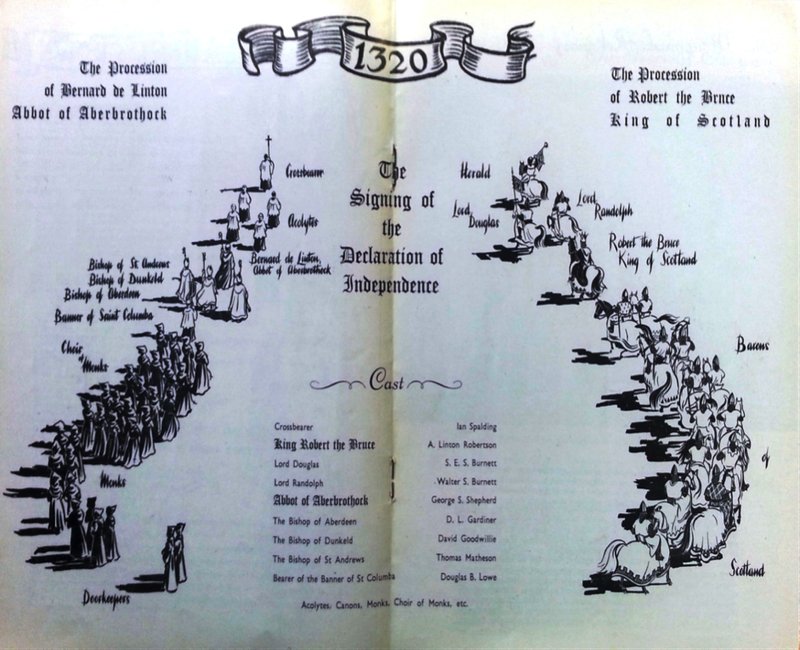 1320
The Procession
of Bernard de Linton
Abbot of Aberbrothock
The Procession
of Robert the Bruce
King of Scotland
The
Signing of
the
Declaration of
Independence
Crossbearer
Acolytes
Bernard de Linton,
Abbot of Aberbrothock
Bishop of St Andrews
Bishop of Dunkeld
Bishop of Aberdeen
Banner of Saint Columba
Choir
of
Monks
Monks
Doorkeepers
Herald
Lord
Douglas
Lord
Randolph
Robert the Bruce
King of Scotland
Barons
of
Scotland
Cast
Crossbearer Ian Spalding
King Robert the Bruce A. Linton Robertson
Lord Douglas S. E. S. Burnett
Lord Randolph Walter S. Burnett
Abbot of Aberbrothock George S. Shepherd
The Bishop of Aberdeen D. L. Gardiner
The Bishop of Dunkeld David Goodwillie
The Bishop of St Andrews Thomas Matheson
Bearer of the Banner of St Columba Douglas B. Lowe
Acolytes, Canons, Monks, Choir of Monks, etc.